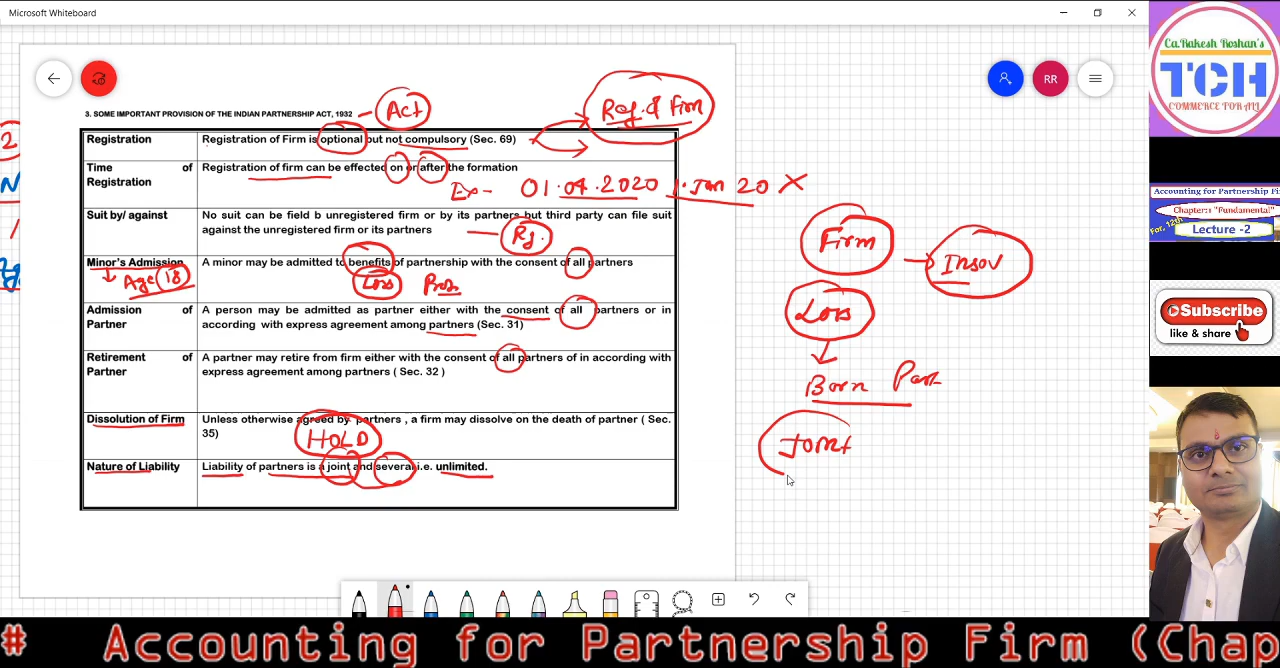 Microsoft Whiteboard
Ca.Rakesh Roshan's
TCH
COMMERCE FOR ALL
RR
3. SOME IMPORTANT PROVISION OF THE INDIAN PARTNERSHIP ACT, 1932
Act
Reg. of Firm
Registration
Registration of Firm is optional but not compulsory (Sec. 69)
Time of Registration
Registration of firm can be effected on or after the formation
Ex- 01.04.2020 1.Jan 20 X
Suit by/ against
No suit can be field b unregistered firm or by its partners but third party can file suit
against the unregistered firm or its partners
Minor's Admission
Age 18
A minor may be admitted to benefits of partnership with the consent of all partners
Loss
Admission of Partner
A person may be admitted as partner either with the consent of all partners or in
according with express agreement among partners (Sec. 31)
Retirement of Partner
A partner may retire from firm either with the consent of all partners of in according with
express agreement among partners ( Sec. 32 )
Dissolution of Firm
Unless otherwise agreed by partners , a firm may dissolve on the death of partner (Sec.
35)
HOLD
Nature of Liability
Liability of partners is a joint and several i.e. unlimited.
Firm
Insov
Loss
Born Part
Joint
Accounting for Partnership Fi
Chapter: "Fundamental"
For. 12th
Lecture -2
Subscribe
like & share
# Accounting for Partnership Firm (Chap